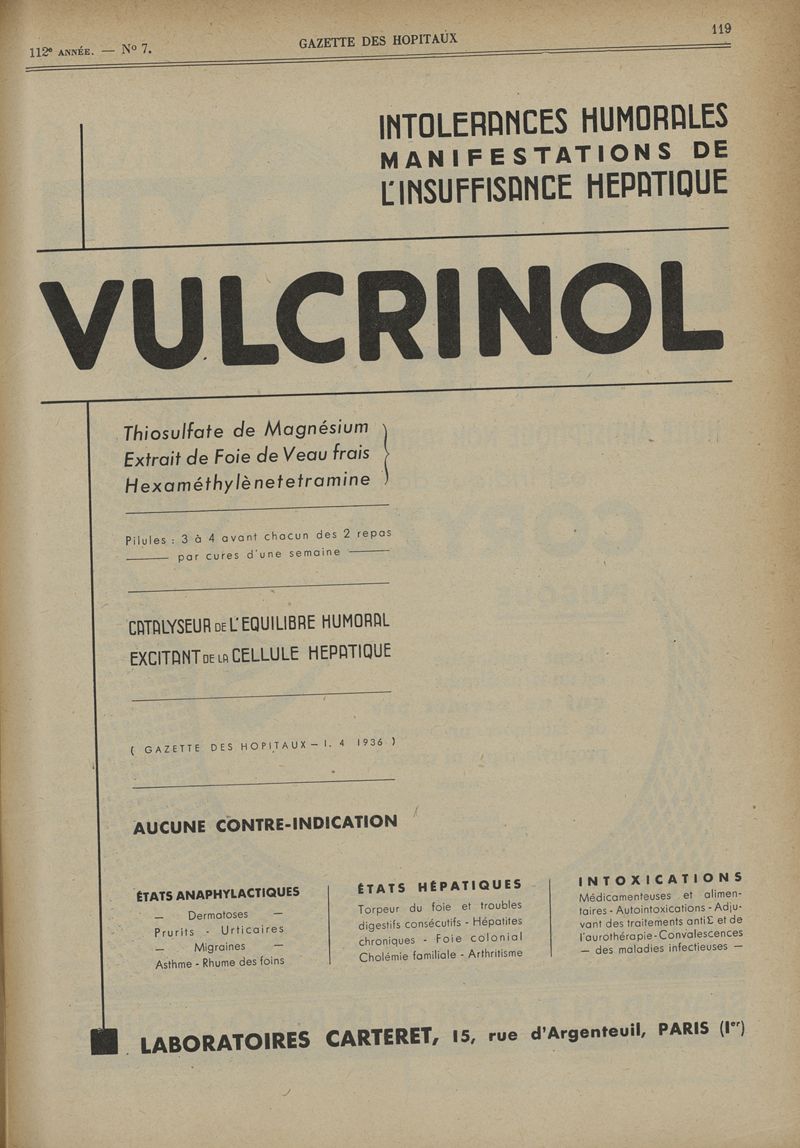 112e ANNÉE. — No 7.
GAZETTE DES HOPITAUX
119
INTOLERANCES HUMORALES
MANIFESTATIONS DE
L'INSUFFISANCE HEPATIQUE
VULCRINOL
Thiosulfate de Magnésium
Extrait de Foie de Veau frais
Hexaméthylènetetramine
Pilules : 3 à 4 avant chacun des 2 repas
par cures d'une semaine
CATALYSEUR DE L'EQUILIBRE HUMORAL
EXCITANT DE LA CELLULE HEPATIQUE
( GAZETTE DES HOPITAUX — 1. 4 1936 )
AUCUNE CONTRE-INDICATION
ÉTATS ANAPHYLACTIQUES
— Dermatoses —
Prurits - Urticaires
— Migraines —
Asthme - Rhume des foins
ÉTATS HÉPATIQUES
Torpeur du foie et troubles
digestifs consécutifs - Hépatites
chroniques - Foie colonial
Cholémie familiale - Arthritisme
INTOXICATIONS
Médicamenteuses et alimen-
taires - Autointoxications - Adju-
vant des traitements antiΣ et de
l'aurothérapie - Convalescences
— des maladies infectieuses —
LABORATOIRES CARTERET, 15, rue d'Argenteuil, PARIS (Ier)